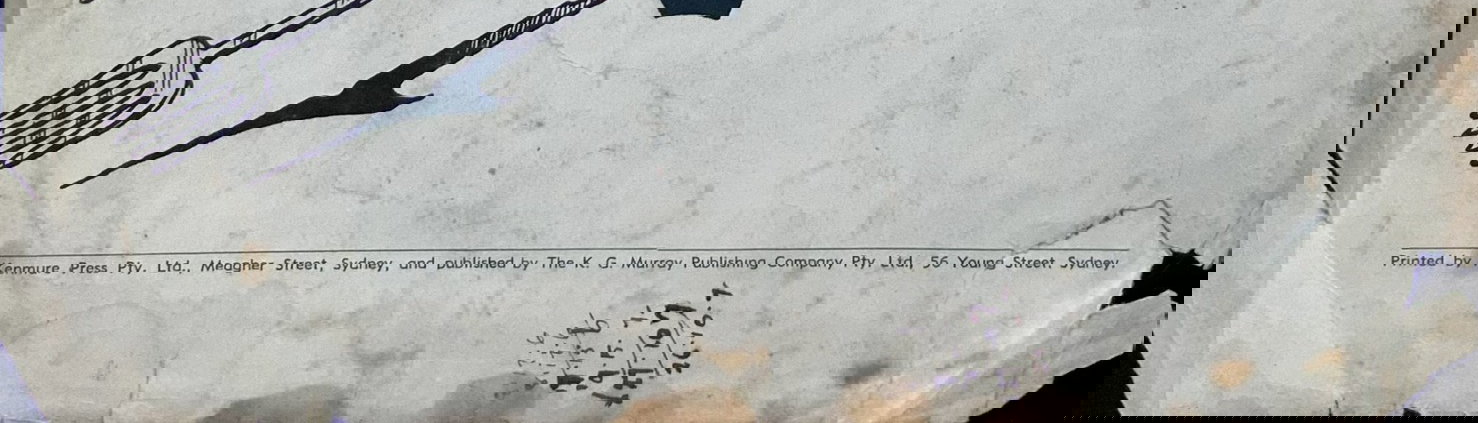 Kenmure Press Pty. Ltd., Meagher Street, Sydney, and published by The K. G. Murray Publishing Company Pty. Ltd., 56 Young Street, Sydney.
Printed by